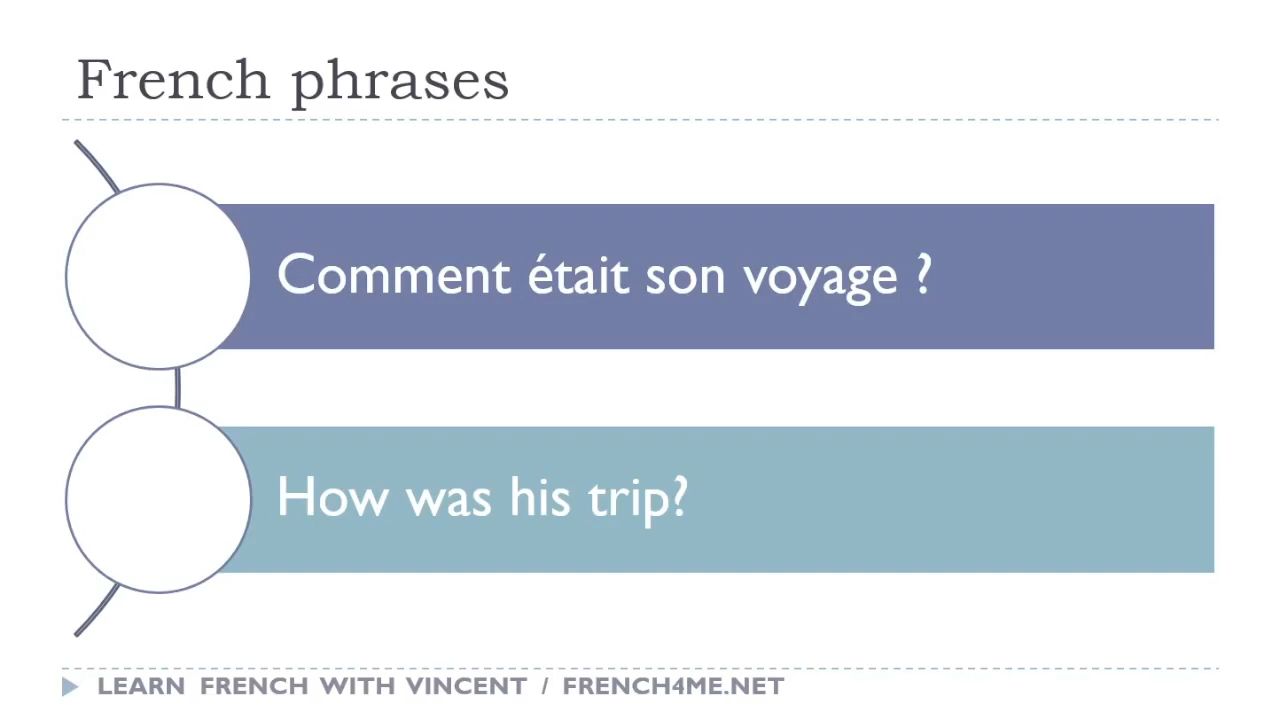 French phrases
Comment était son voyage ?
How was his trip?
LEARN FRENCH WITH VINCENT / FRENCH4ME.NET